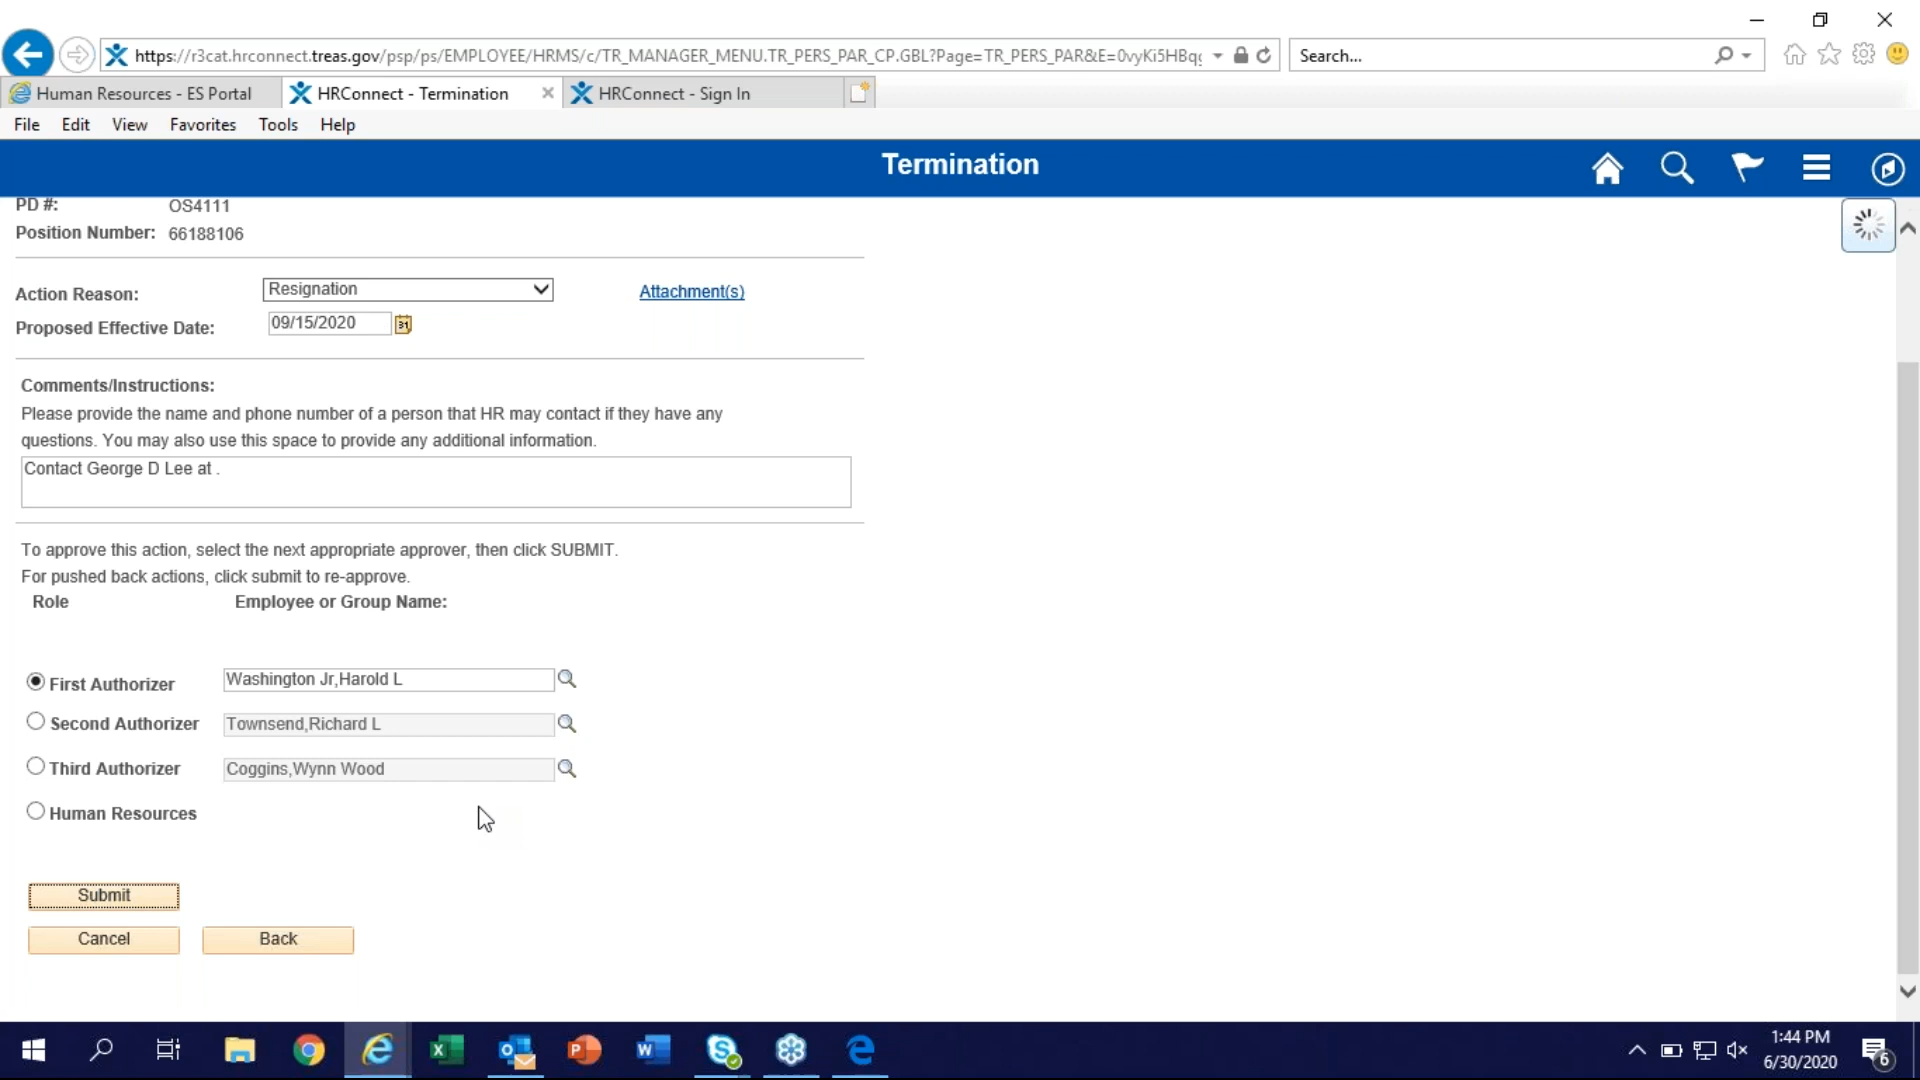 https://r3cat.hrconnect.treas.gov/psp/ps/EMPLOYEE/HRMS/c/TR_MANAGER_MENU.TR_PERS_PAR_CP.GBL?Page=TR_PERS_PAR&E=0vyKi5HBqg
Search...
Human Resources - ES Portal
HRConnect - Termination
HRConnect - Sign In
File Edit View Favorites Tools Help
Termination
PD #: OS4111
Position Number: 66188106
Action Reason: Resignation Attachment(s)
Proposed Effective Date: 09/15/2020 31
Comments/Instructions:
Please provide the name and phone number of a person that HR may contact if they have any
questions. You may also use this space to provide any additional information.
Contact George D Lee at .
To approve this action, select the next appropriate approver, then click SUBMIT.
For pushed back actions, click submit to re-approve.
Role Employee or Group Name:
First Authorizer Washington Jr,Harold L
Second Authorizer Townsend,Richard L
Third Authorizer Coggins,Wynn Wood
Human Resources
Submit
Cancel Back
1:44 PM
6/30/2020
6